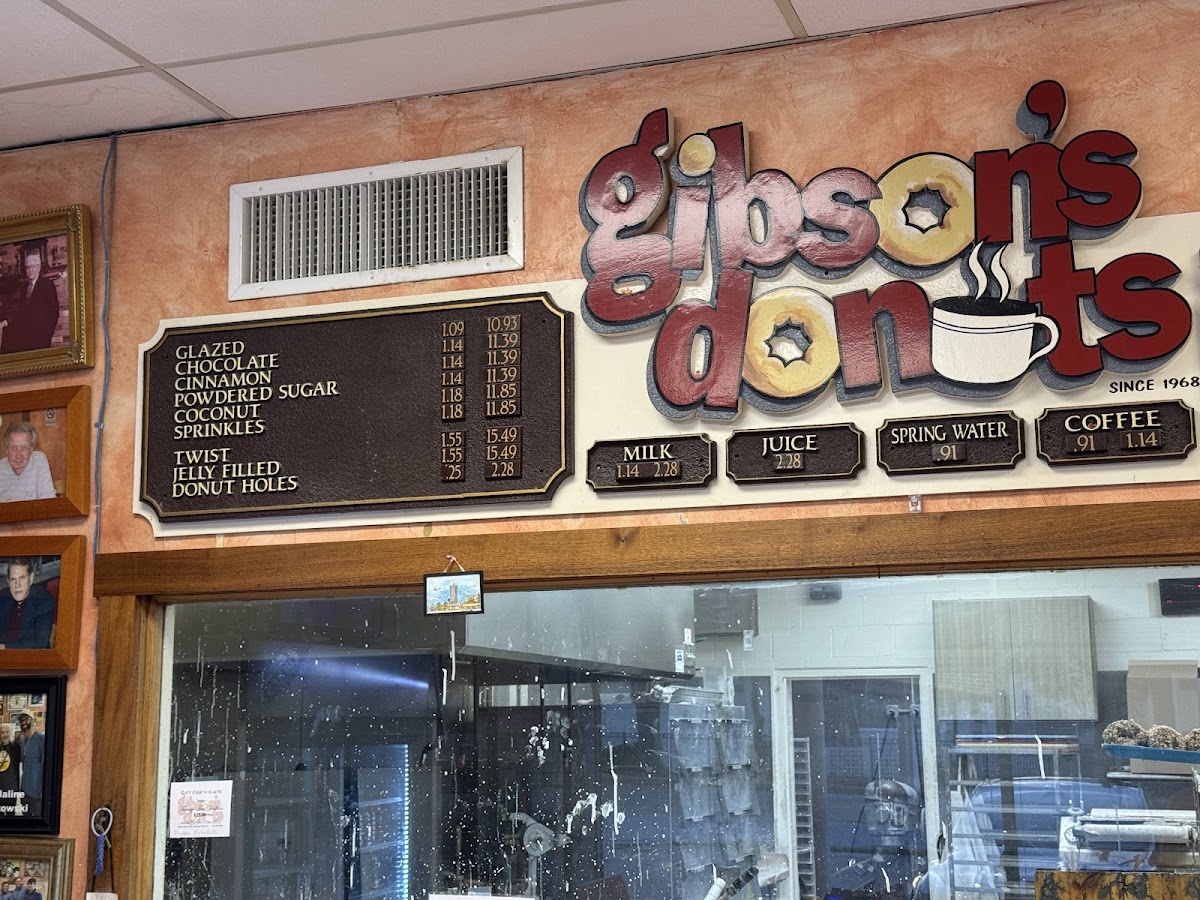 gibson's
donuts
SINCE 1968
GLAZED 1.09 10.93
CHOCOLATE 1.14 11.39
CINNAMON 1.14 11.39
POWDERED SUGAR 1.14 11.39
COCONUT 1.18 11.85
SPRINKLES 1.18 11.85
TWIST 1.55 15.49
JELLY FILLED 1.55 15.49
DONUT HOLES .25 2.28
MILK
1.14 2.28
JUICE
2.28
SPRING WATER
.91
COFFEE
.91 1.14
GIFT CERTIFICATE